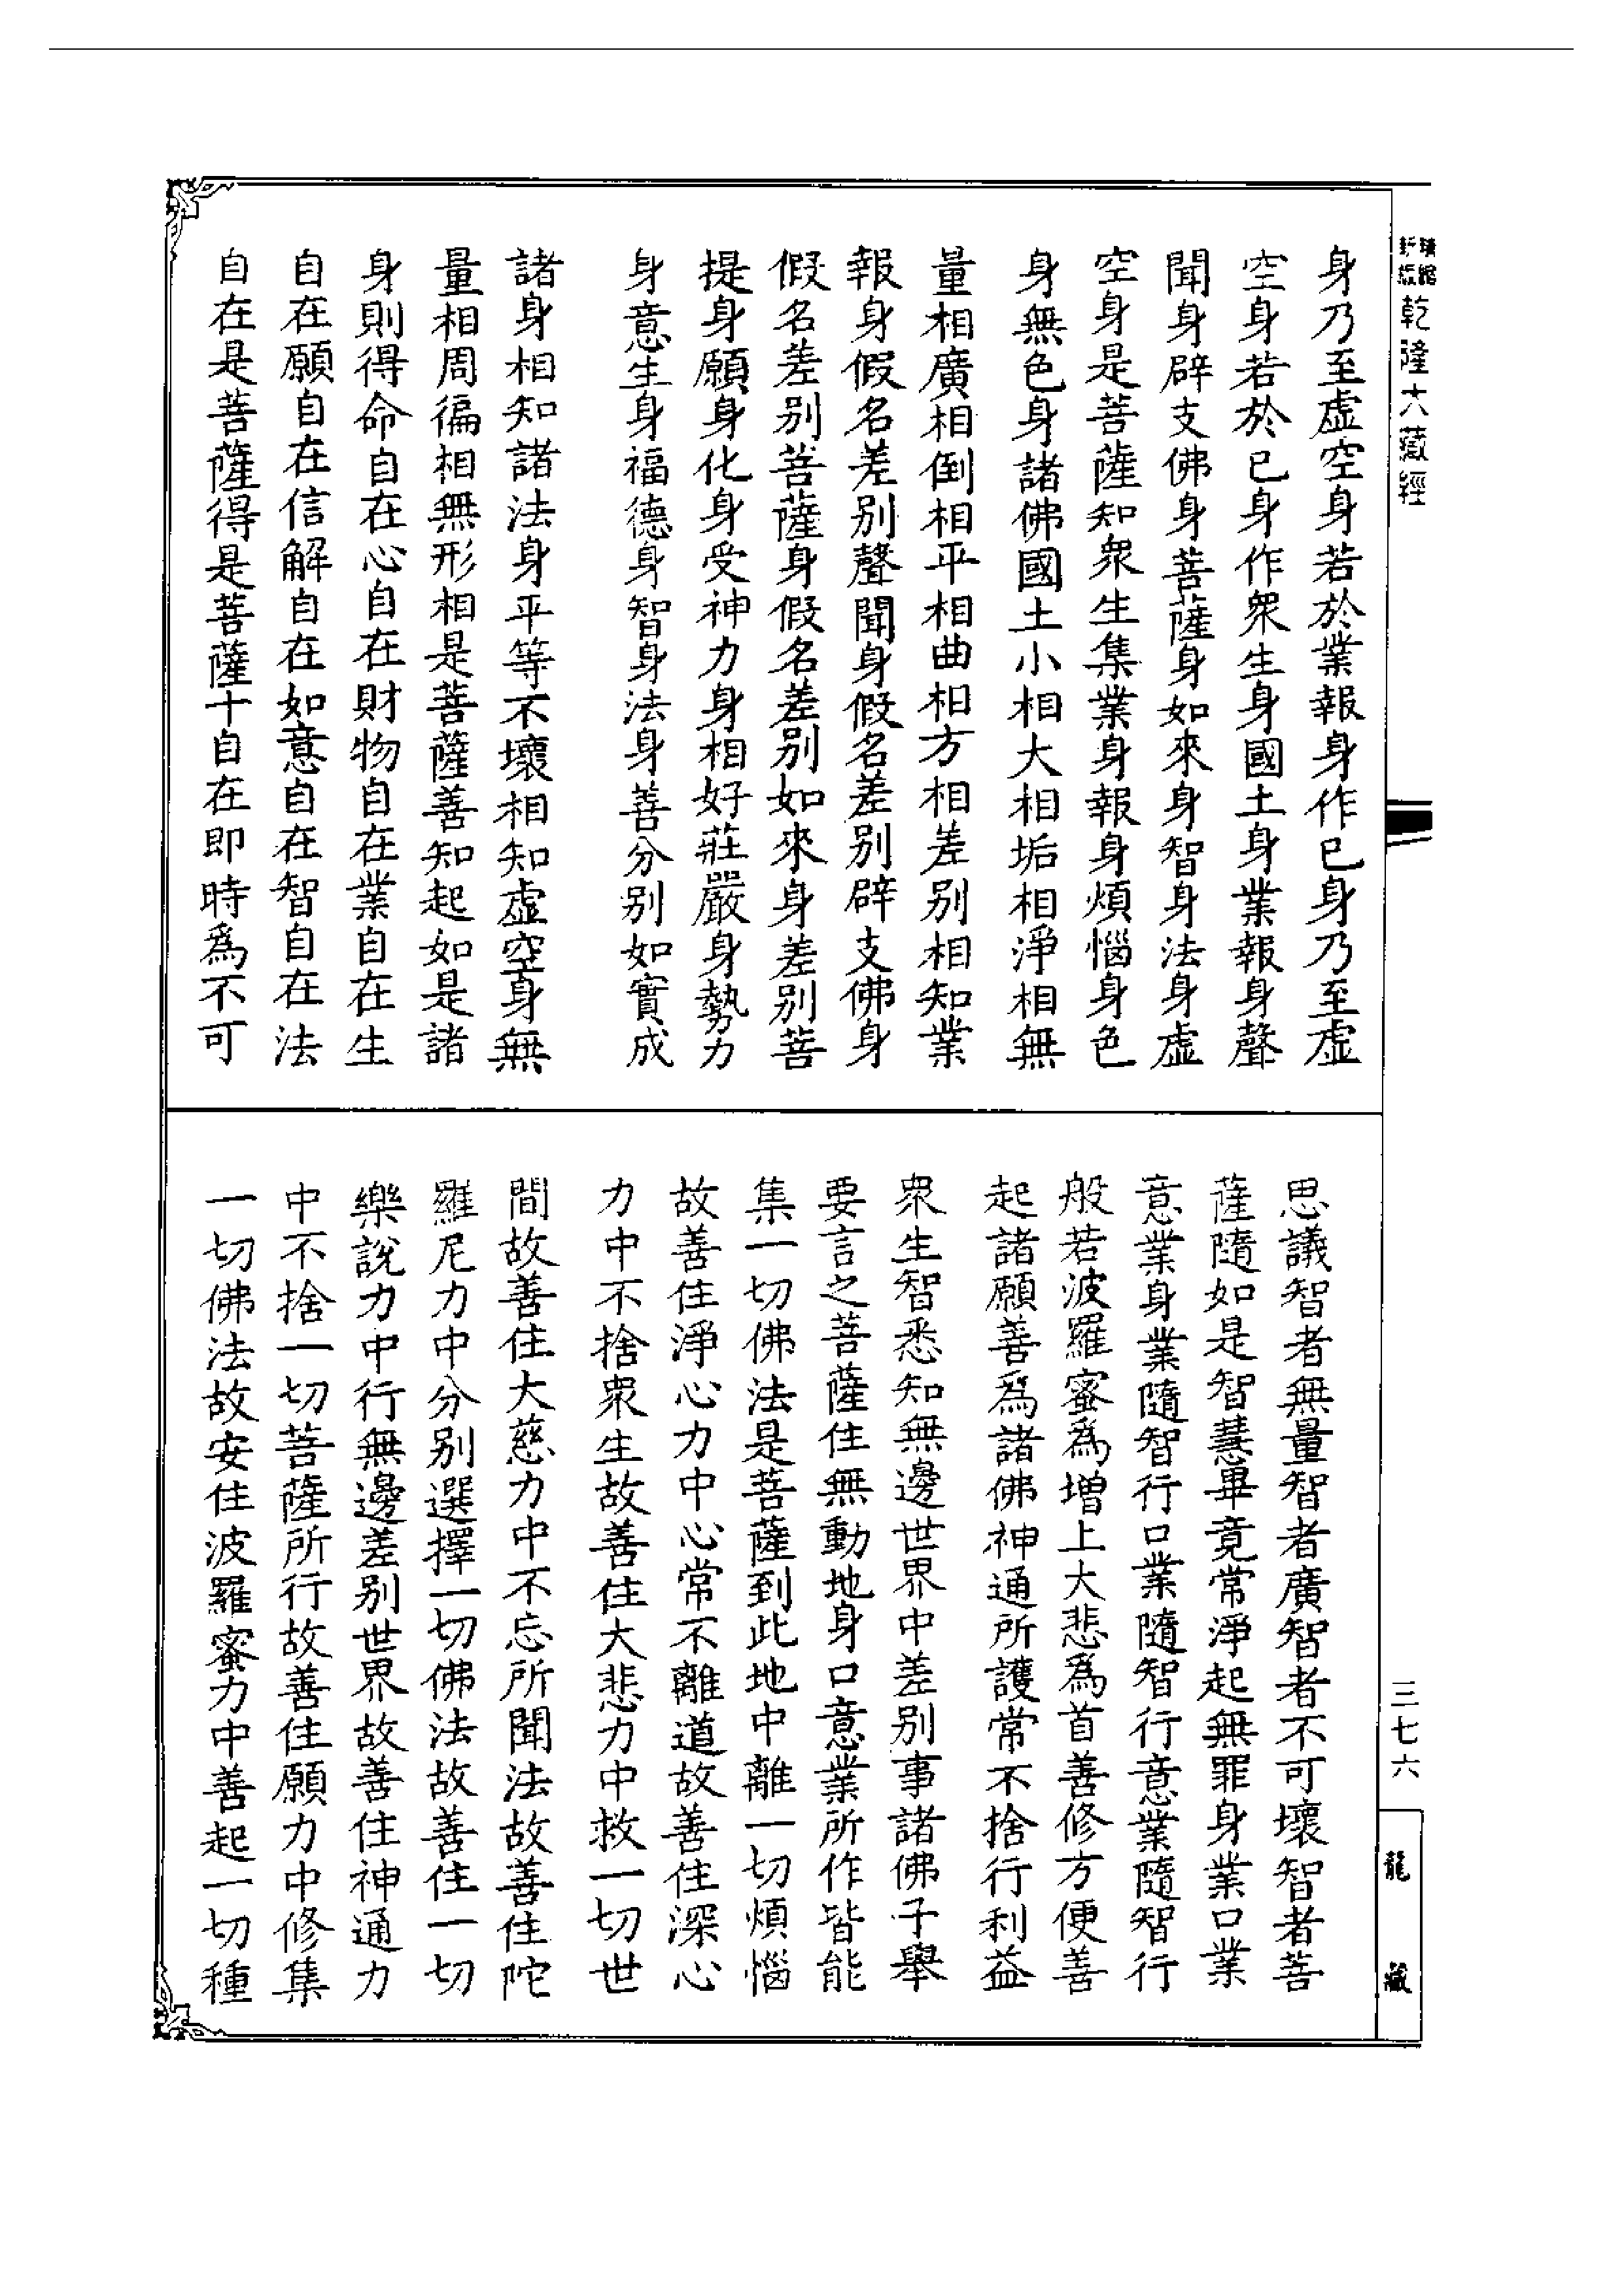 乾隆大藏經
身乃至虛空身若於業報身作已身乃至虛
空身若於已身作衆生身國土身業報身聲
聞身辟支佛身菩薩身如來身智身法身虛
空身是菩薩知衆生集業身報身煩惱身色
身無色身諸佛國土小相大相垢相淨相無
量相廣相倒相平相曲相方相差别相知業
報身假名差别聲聞身假名差别辟支佛身
假名差别菩薩身假名差别如來身差别菩
提身願身化身受神力身相好莊嚴身勢力
身意生身福德身智身法身善分别如實成
諸身相知諸法身平等不壞相知虛空身無
量相周徧相無形相是菩薩善知起如是諸
身則得命自在心自在財物自在業自在生
自在願自在信解自在如意自在智自在法
自在是菩薩得是菩薩十自在即時為不可
思議智者無量智者廣智者不可壞智者菩
薩隨如是智慧畢竟常淨起無罪身業口業
意業身業隨智行口業隨智行意業隨智行
般若波羅蜜為增上大悲為首善修方便善
起諸願善為諸佛神通所護常不捨行利益
衆生智悉知無邊世界中差别事諸佛子舉
要言之菩薩住無動地身口意業所作皆能
集一切佛法是菩薩到此地中離一切煩惱
故善住淨心力中心常不離道故善住深心
力中不捨衆生故善住大悲力中救一切世
間故善住大慈力中不忘所聞法故善住陀
羅尼力中分别選擇一切佛法故善住一切
樂說力中行無邊差别世界故善住神通力
中不捨一切菩薩所行故善住願力中修集
一切佛法故安住波羅蜜力中善起一切種
三七六
龍藏